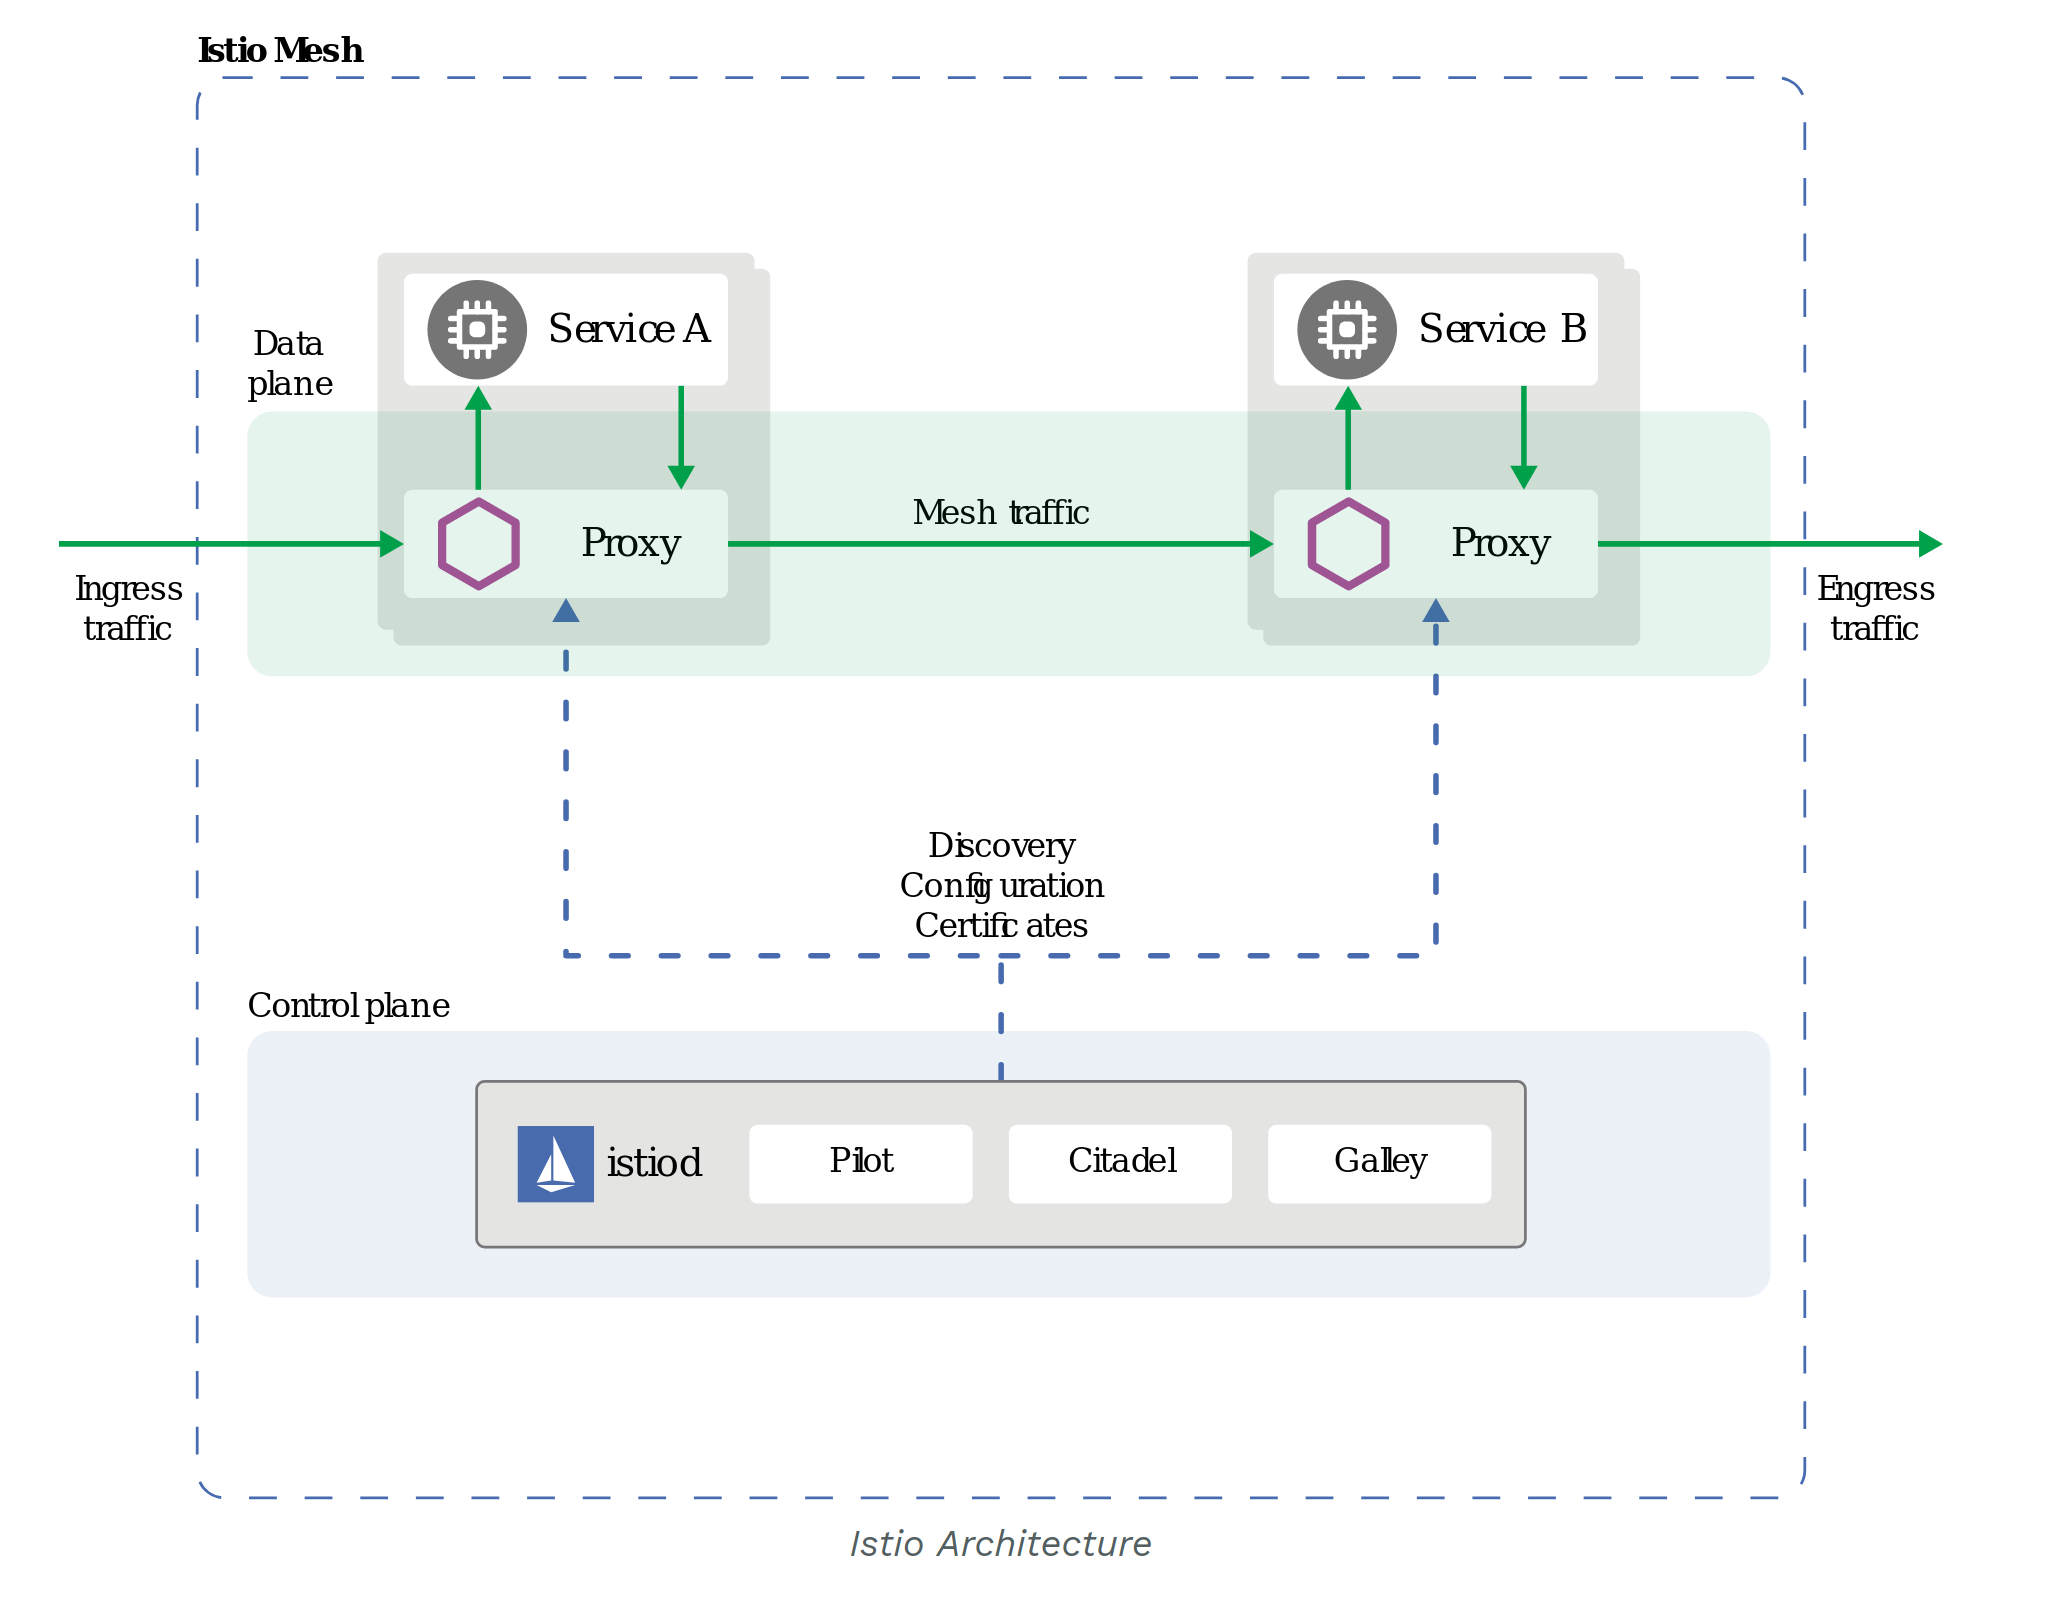 Istio Mesh
Service A
Service B
Data
plane
Mesh traffic
Proxy
Proxy
Ingress
traffic
Engress
traffic
Discovery
Configuration
Certificates
Control plane
istiod
Pilot
Citadel
Galley
Istio Architecture